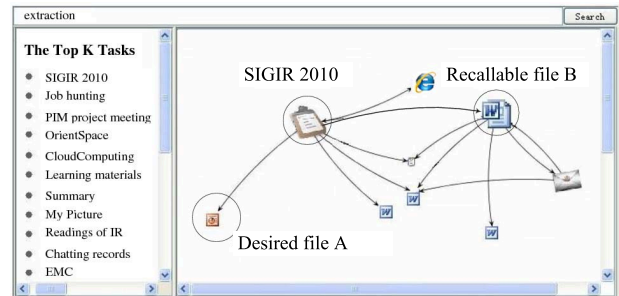 extraction
Search
The Top K Tasks
SIGIR 2010
Job hunting
PIM project meeting
OrientSpace
CloudComputing
Learning materials
Summary
My Picture
Readings of IR
Chatting records
EMC
SIGIR 2010
Recallable file B
Desired file A